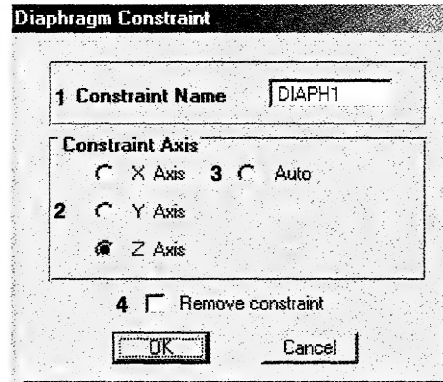 Diaphragm Constraint
1 Constraint Name DIAPH1
Constraint Axis
X Axis 3 Auto
2 Y Axis
Z Axis
4 Remove constraint
OK Cancel